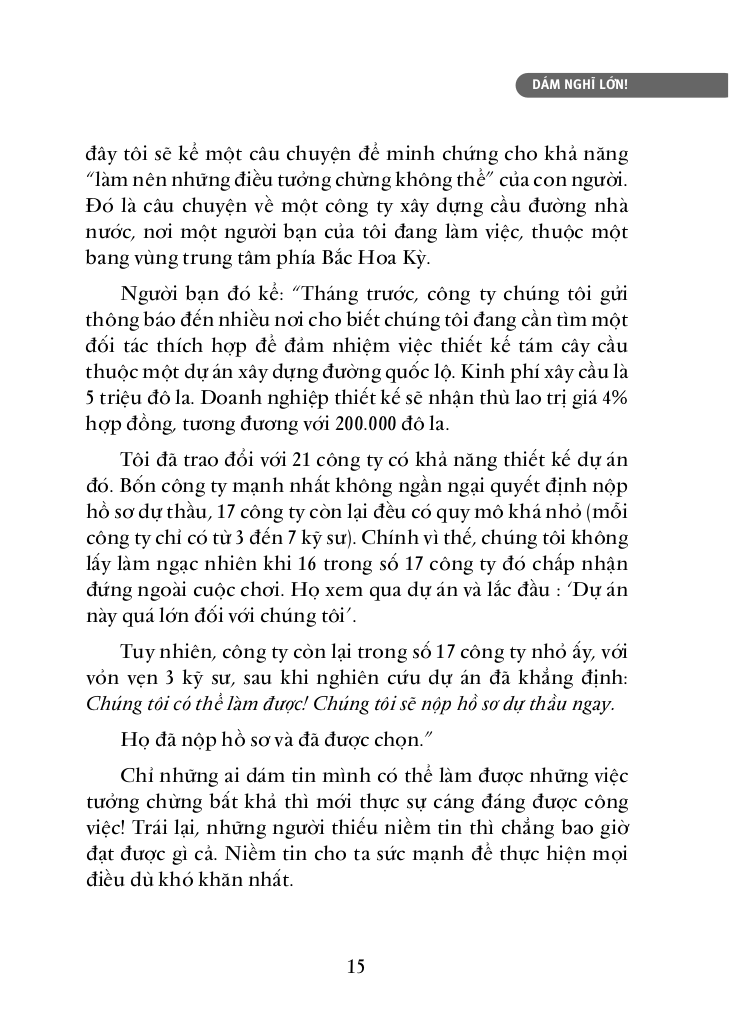 DÁM NGHĨ LỚN!
đây tôi sẽ kể một câu chuyện để minh chứng cho khả năng
“làm nên những điều tưởng chừng không thể” của con người.
Đó là câu chuyện về một công ty xây dựng cầu đường nhà
nước, nơi một người bạn của tôi đang làm việc, thuộc một
bang vùng trung tâm phía Bắc Hoa Kỳ.
Người bạn đó kể: “Tháng trước, công ty chúng tôi gửi
thông báo đến nhiều nơi cho biết chúng tôi đang cần tìm một
đối tác thích hợp để đảm nhiệm việc thiết kế tám cây cầu
thuộc một dự án xây dựng đường quốc lộ. Kinh phí xây cầu là
5 triệu đô la. Doanh nghiệp thiết kế sẽ nhận thù lao trị giá 4%
hợp đồng, tương đương với 200.000 đô la.
Tôi đã trao đổi với 21 công ty có khả năng thiết kế dự án
đó. Bốn công ty mạnh nhất không ngần ngại quyết định nộp
hồ sơ dự thầu, 17 công ty còn lại đều có quy mô khá nhỏ (mỗi
công ty chỉ có từ 3 đến 7 kỹ sư). Chính vì thế, chúng tôi không
lấy làm ngạc nhiên khi 16 trong số 17 công ty đó chấp nhận
đứng ngoài cuộc chơi. Họ xem qua dự án và lắc đầu : ‘Dự án
này quá lớn đối với chúng tôi’.
Tuy nhiên, công ty còn lại trong số 17 công ty nhỏ ấy, với
vỏn vẹn 3 kỹ sư, sau khi nghiên cứu dự án đã khẳng định:
Chúng tôi có thể làm được! Chúng tôi sẽ nộp hồ sơ dự thầu ngay.
Họ đã nộp hồ sơ và đã được chọn.”
Chỉ những ai dám tin mình có thể làm được những việc
tưởng chừng bất khả thì mới thực sự cáng đáng được công
việc! Trái lại, những người thiếu niềm tin thì chẳng bao giờ
đạt được gì cả. Niềm tin cho ta sức mạnh để thực hiện mọi
điều dù khó khăn nhất.
15